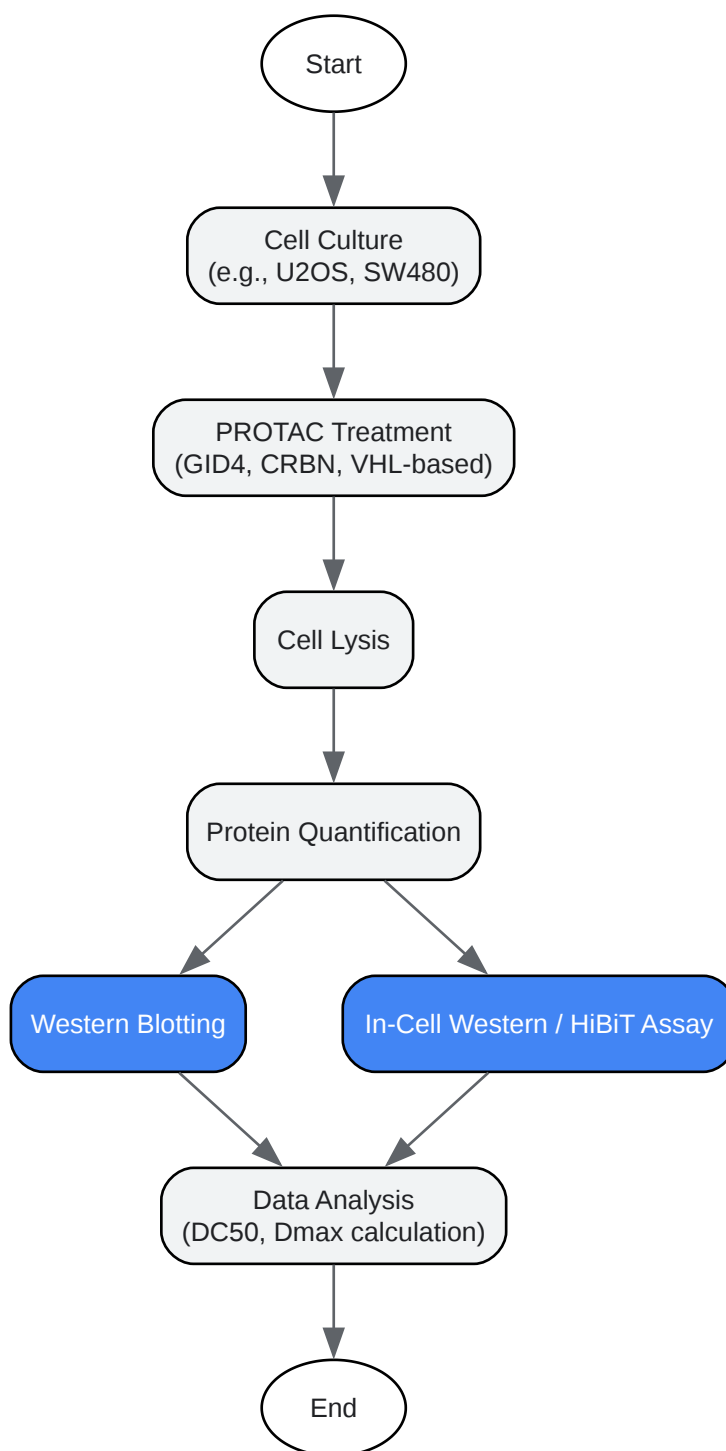 Start
Cell Culture
(e.g., U2OS, SW480)
PROTAC Treatment
(GID4, CRBN, VHL-based)
Cell Lysis
Protein Quantification
Western Blotting
In-Cell Western / HiBiT Assay
Data Analysis
(DC50, Dmax calculation)
End